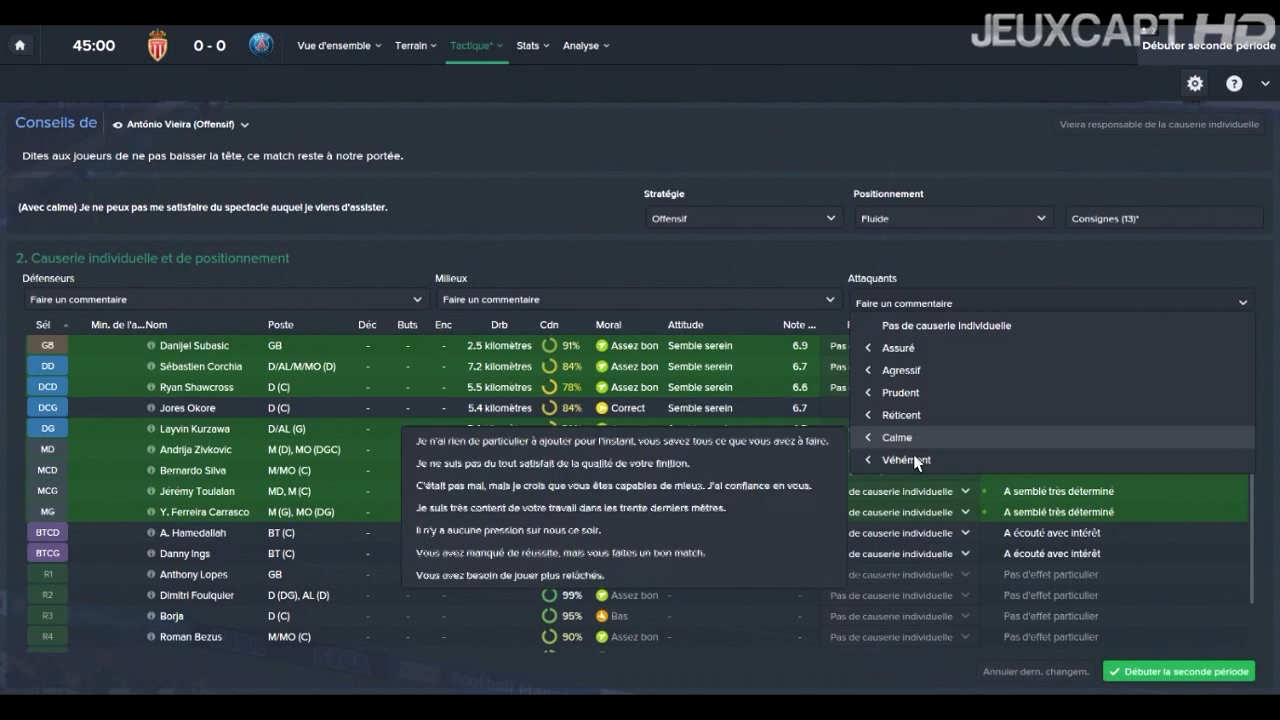 JEUXCAPT HD
45:00 0 - 0 Vue d'ensemble Terrain Tactique* Stats Analyse Débuter seconde période
Conseils de António Vieira (Offensif) Vieira responsable de la causerie individuelle
Dites aux joueurs de ne pas baisser la tête, ce match reste à notre portée.
Stratégie Positionnement
(Avec calme) Je ne peux pas me satisfaire du spectacle auquel je viens d'assister.
Offensif Fluide Consignes (13)*
2. Causerie individuelle et de positionnement
Défenseurs Milieux Attaquants
Faire un commentaire Faire un commentaire Faire un commentaire
Sél Min. de l'a... Nom Poste Déc Buts Enc Drb Cdn Moral Attitude Note ...
Pas de causerie individuelle
GB Danijel Subasic GB - - - 2.5 kilomètres 91% Assez bon Semble serein 6.9 Pas
Assuré
DD Sébastien Corchia D/AL/M/MO (D) - - - 7.2 kilomètres 84% Assez bon Semble serein 6.7 Pas
Agressif
DCD Ryan Shawcross D (C) - - - 5.5 kilomètres 78% Assez bon Semble serein 6.6 Pas
Prudent
DCG Jores Okore D (C) - - - 5.4 kilomètres 84% Correct Semble serein 6.7
Réticent
DG Layvin Kurzawa D/AL (G) -
Calme
MD Andrija Zivkovic M (D), MO (DGC) -
Véhément
MCD Bernardo Silva M/MO (C) -
MCG Jérémy Toulalan MD, M (C) - de causerie individuelle A semblé très déterminé
MG Y. Ferreira Carrasco M (G), MO (DG) - de causerie individuelle A semblé très déterminé
BTCD A. Hamedallah BT (C) - de causerie individuelle A écouté avec intérêt
BTCG Danny Ings BT (C) - de causerie individuelle A écouté avec intérêt
Je n'ai rien de particulier à ajouter pour l'instant, vous savez tous ce que vous avez à faire.
Je ne suis pas du tout satisfait de la qualité de votre finition.
C'était pas mal, mais je crois que vous êtes capables de mieux. J'ai confiance en vous.
Je suis très content de votre travail dans les trente derniers mètres.
Il n'y a aucune pression sur nous ce soir.
Vous avez manqué de réussite, mais vous faites un bon match.
Vous avez besoin de jouer plus relâchés.
R1 Anthony Lopes GB - de causerie individuelle Pas d'effet particulier
R2 Dimitri Foulquier D (DG), AL (D) - - - 99% Assez bon - - Pas de causerie individuelle Pas d'effet particulier
R3 Borja D (C) - - - 95% Bas - - Pas de causerie individuelle Pas d'effet particulier
R4 Roman Bezus M/MO (C) - - - 90% Assez bon - - Pas de causerie individuelle Pas d'effet particulier
Annuler dern. changem. Débuter la seconde période